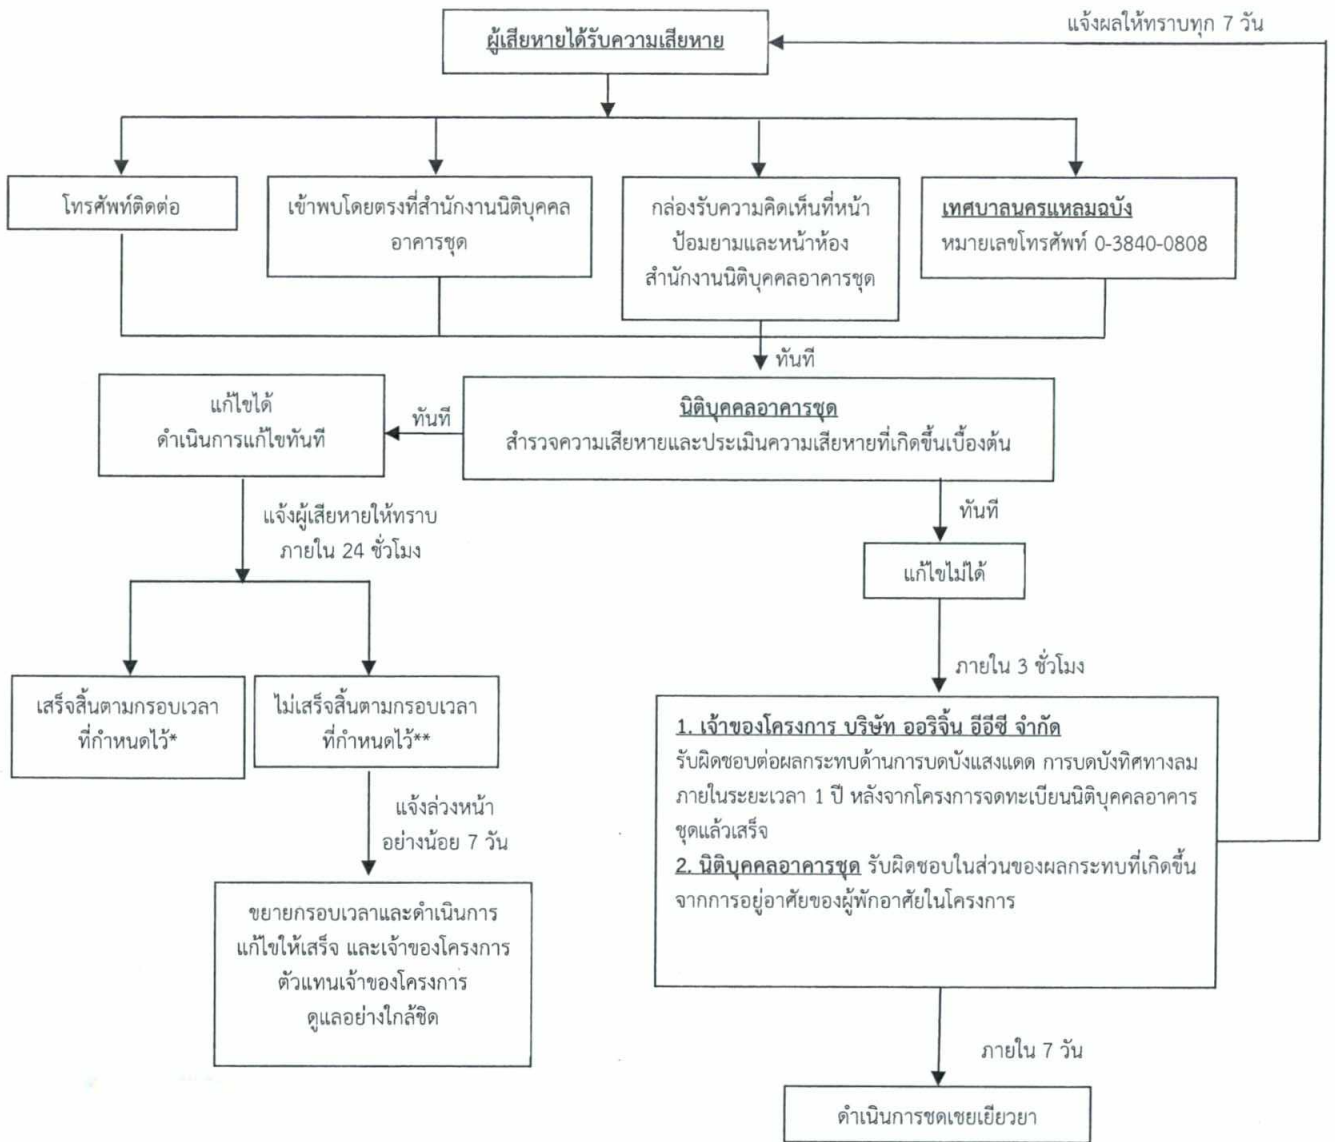 แจ้งผลให้ทราบทุก 7 วัน
ผู้เสียหายได้รับความเสียหาย
โทรศัพท์ติดต่อ
เข้าพบโดยตรงที่สำนักงานนิติบุคคล
อาคารชุด
กล่องรับความคิดเห็นที่หน้า
ป้อมยามและหน้าห้อง
สำนักงานนิติบุคคลอาคารชุด
เทศบาลนครแหลมฉบัง
หมายเลขโทรศัพท์ 0-3840-0808
ทันที
แก้ไขได้
ดำเนินการแก้ไขทันที
ทันที
นิติบุคคลอาคารชุด
สำรวจความเสียหายและประเมินความเสียหายที่เกิดขึ้นเบื้องต้น
แจ้งผู้เสียหายให้ทราบ
ภายใน 24 ชั่วโมง
ทันที
แก้ไขไม่ได้
ภายใน 3 ชั่วโมง
เสร็จสิ้นตามกรอบเวลา
ที่กำหนดไว้*
ไม่เสร็จสิ้นตามกรอบเวลา
ที่กำหนดไว้**
แจ้งล่วงหน้า
อย่างน้อย 7 วัน
ขยายกรอบเวลาและดำเนินการ
แก้ไขให้เสร็จ และเจ้าของโครงการ
ตัวแทนเจ้าของโครงการ
ดูแลอย่างใกล้ชิด
1. เจ้าของโครงการ บริษัท ออริจิ้น อีอีซี จำกัด
รับผิดชอบต่อผลกระทบด้านการบดบังแสงแดด การบดบังทิศทางลม
ภายในระยะเวลา 1 ปี หลังจากโครงการจดทะเบียนนิติบุคคลอาคาร
ชุดแล้วเสร็จ
2. นิติบุคคลอาคารชุด รับผิดชอบในส่วนของผลกระทบที่เกิดขึ้น
จากการอยู่อาศัยของผู้พักอาศัยในโครงการ
ภายใน 7 วัน
ดำเนินการชดเชยเยียวยา